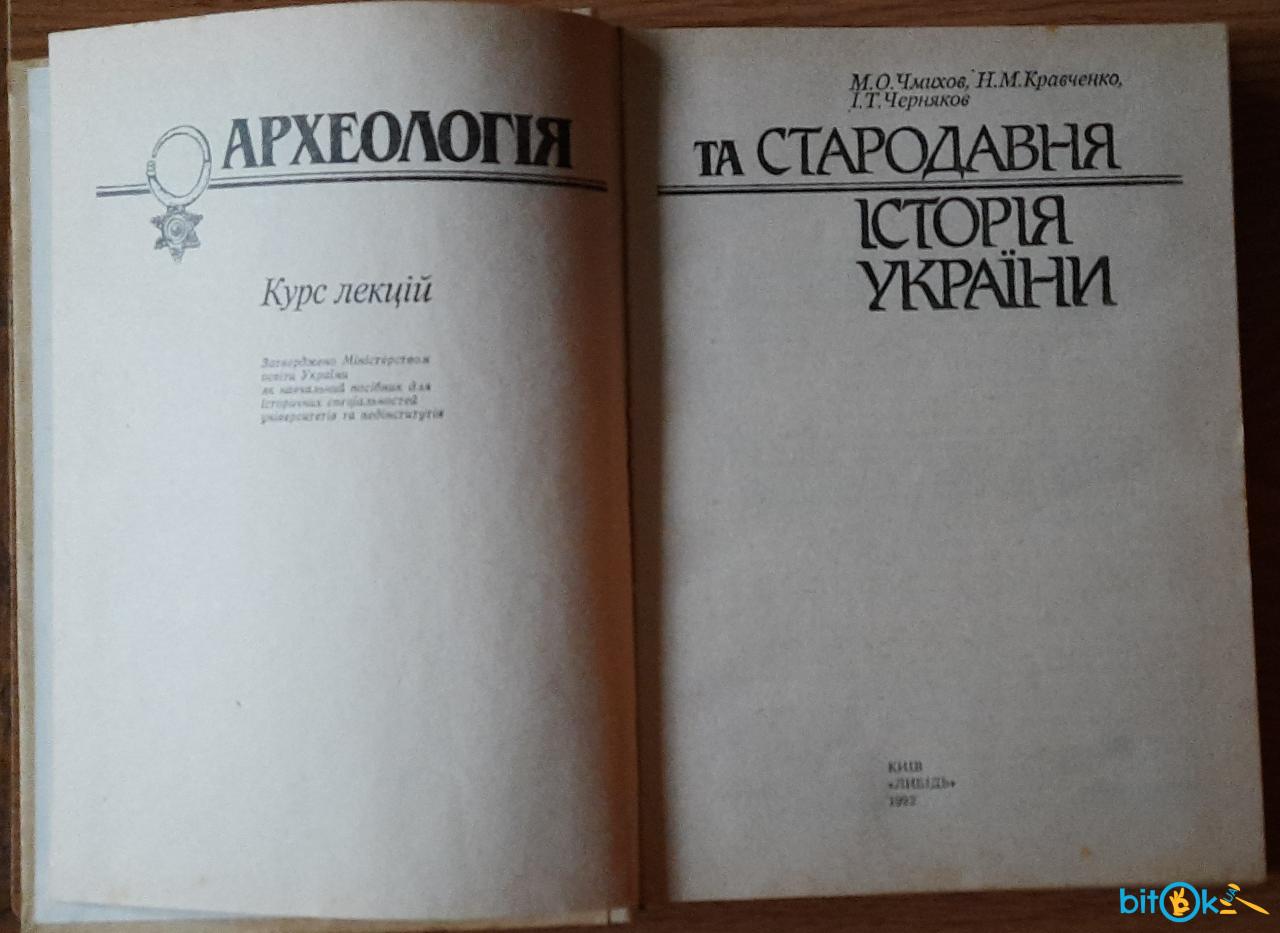 АРХЕОЛОГІЯ
Курс лекцій
Затверджено Міністерством
освіти України
як навчальний посібник для
історичних спеціальностей
університетів та педінститутів
М.О.Чмихов, Н.М.Кравченко,
І.Т.Черняков
ТА СТАРОДАВНЯ
ІСТОРІЯ
УКРАЇНИ
КИЇВ
«ЛИБІДЬ»
1992
bitOk
UA